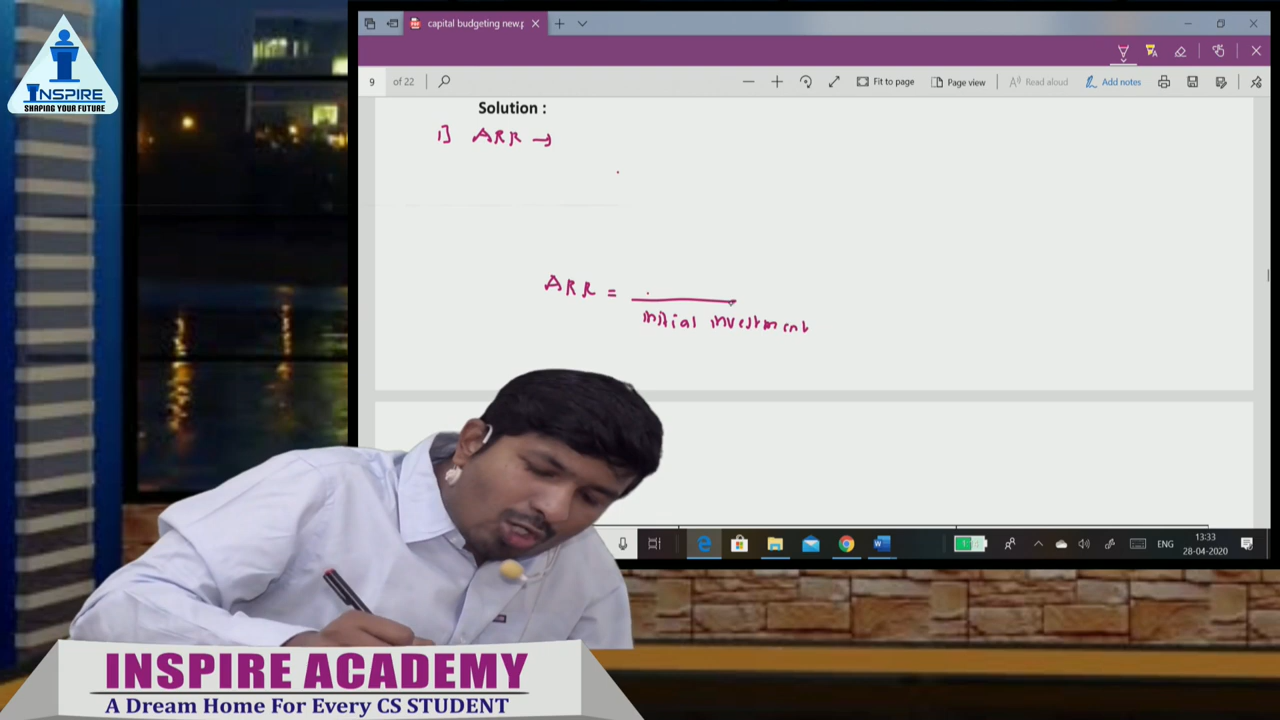 INSPIRE
SHAPING YOUR FUTURE
capital budgeting new.p
9 of 22
Fit to page
Page view
Read aloud
Add notes
Solution :
1] ARR →
ARR =
initial investment
ENG
13:33
28-04-2020
INSPIRE ACADEMY
A Dream Home For Every CS STUDENT